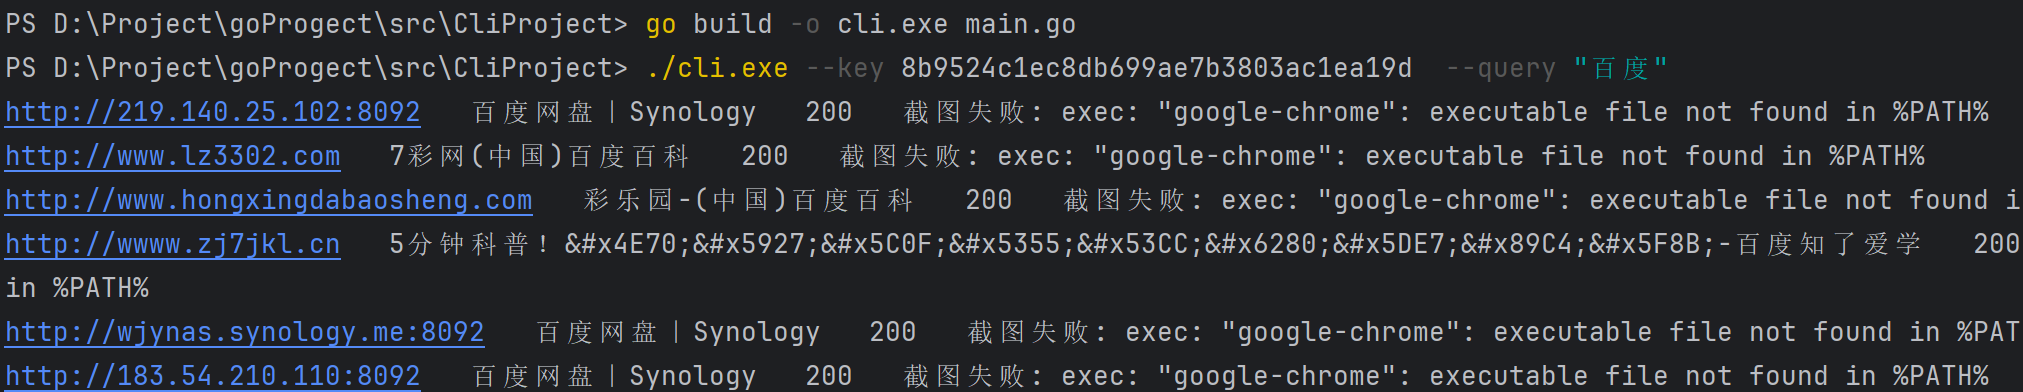 PS D:\Project\goProgect\src\CliProject> go build -o cli.exe main.go
PS D:\Project\goProgect\src\CliProject> ./cli.exe --key 8b9524c1ec8db699ae7b3803ac1ea19d  --query "百度"
http://219.140.25.102:8092   百度网盘 | Synology   200   截图失败: exec: "google-chrome": executable file not found in %PATH%
http://www.lz3302.com   7彩网(中国)百度百科   200   截图失败: exec: "google-chrome": executable file not found in %PATH%
http://www.hongxingdabaosheng.com   彩乐园-(中国)百度百科   200   截图失败: exec: "google-chrome": executable file not found i
http://wwww.zj7jkl.cn   5分钟科普!&#x4E70;&#x5927;&#x5C0F;&#x5355;&#x53CC;&#x6280;&#x5DE7;&#x89C4;&#x5F8B;-百度知了爱学   200
in %PATH%
http://wjynas.synology.me:8092   百度网盘 | Synology   200   截图失败: exec: "google-chrome": executable file not found in %PAT
http://183.54.210.110:8092   百度网盘 | Synology   200   截图失败: exec: "google-chrome": executable file not found in %PATH%